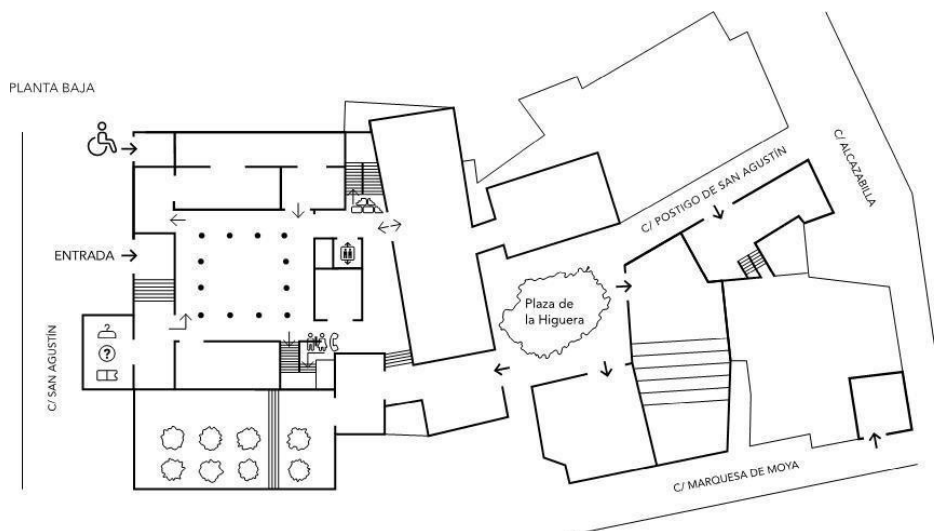 PLANTA BAJA
C/ ALCAZABILLA
C/ POSTIGO DE SAN AGUSTÍN
ENTRADA
Plaza de
la Higuera
?
C/ SAN AGUSTÍN
C/ MARQUESA DE MOYA